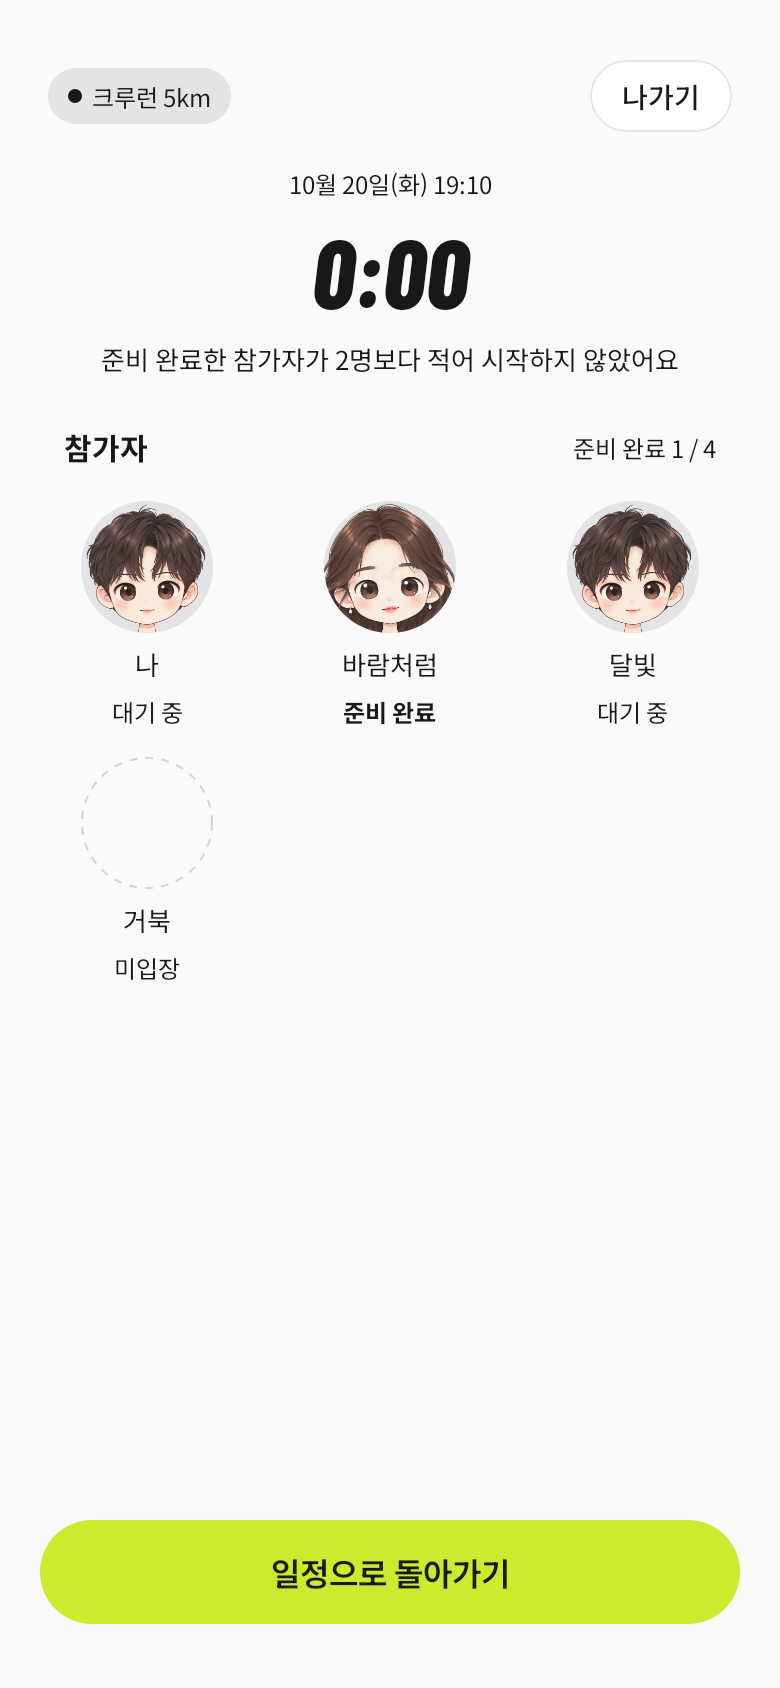 크루런 5km
나가기
10월 20일(화) 19:10
0:00
준비 완료한 참가자가 2명보다 적어 시작하지 않았어요
참가자
준비 완료 1 / 4
나
바람처럼
달빛
대기 중
준비 완료
대기 중
거북
미입장
일정으로 돌아가기